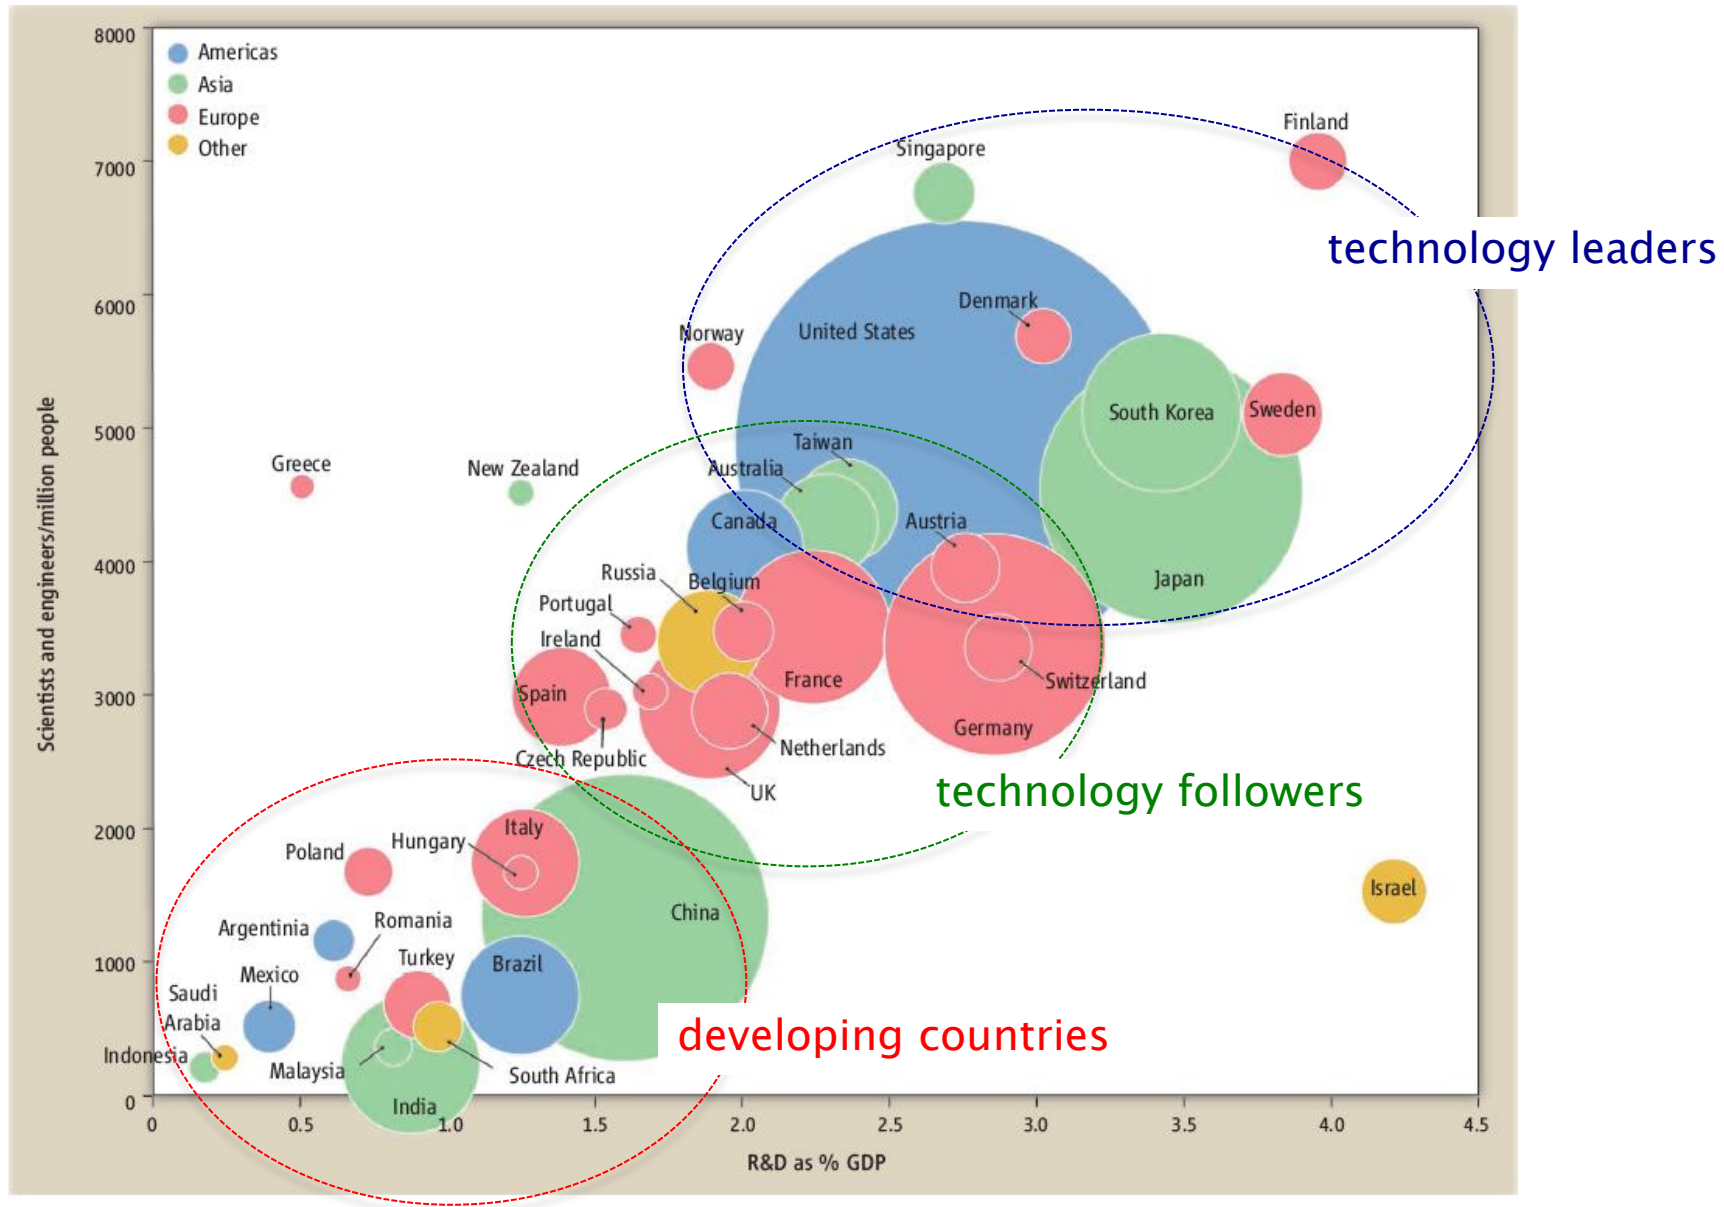 8000
Americas
Asia
Europe
Other
Finland
Singapore
7000
technology leaders
6000
Denmark
United States
Norway
South Korea
Sweden
5000
Taiwan
Greece
New Zealand
Australia
Canada
Austria
4000
Russia
Belgium
Japan
Portugal
Ireland
France
Switzerland
3000
Spain
Germany
Netherlands
Czech Republic
UK
technology followers
2000
Italy
Hungary
Poland
Israel
China
Argentinia
Romania
Turkey
Brazil
1000
Mexico
Saudi
Arabia
developing countries
Indonesia
Malaysia
South Africa
India
0
0
0.5
1.0
1.5
2.0
2.5
3.0
3.5
4.0
4.5
R&D as % GDP
Scientists and engineers/million people